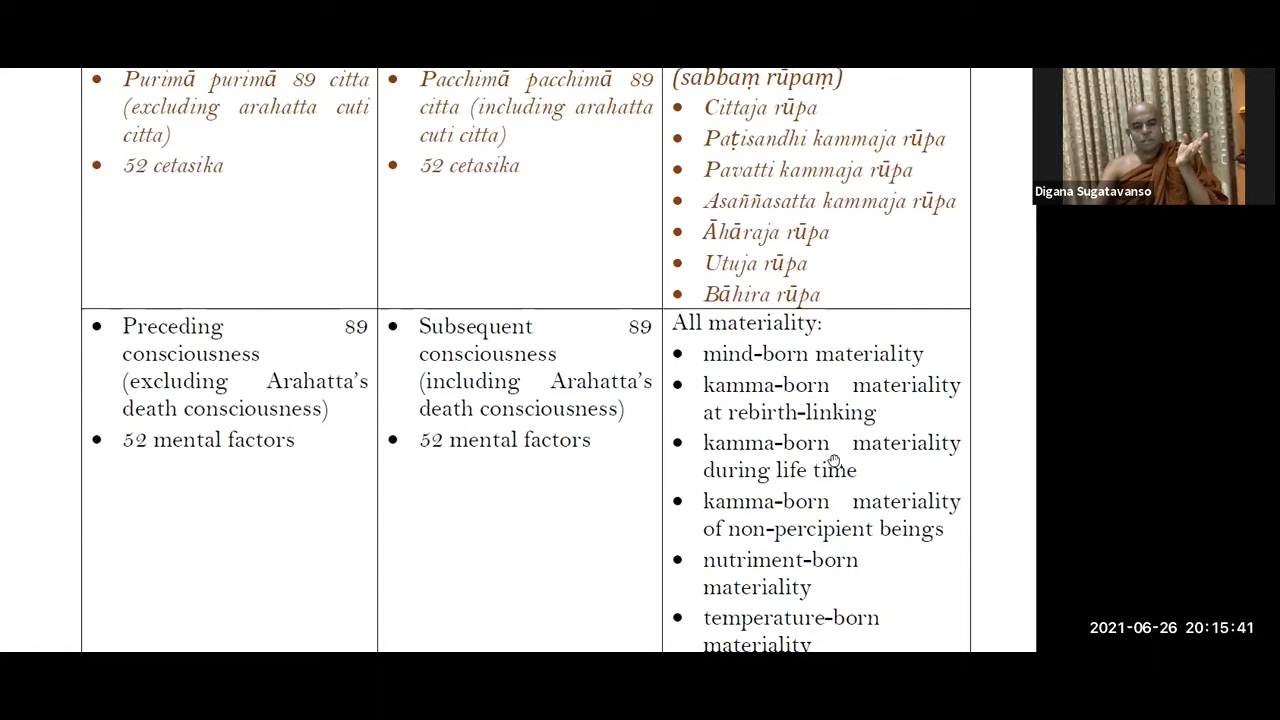 • Purimā purimā 89 citta
(excluding arahatta cuti
citta)
• 52 cetasika
• Pacchimā pacchimā 89
citta (including arahatta
cuti citta)
• 52 cetasika
(sabbaṃ rūpaṃ)
• Cittaja rūpa
• Paṭisandhi kammaja rūpa
• Pavatti kammaja rūpa
• Asaññasatta kammaja rūpa
• Āhāraja rūpa
• Utuja rūpa
• Bāhira rūpa
• Preceding 89
consciousness
(excluding Arahatta's
death consciousness)
• 52 mental factors
• Subsequent 89
consciousness
(including Arahatta's
death consciousness)
• 52 mental factors
All materiality:
• mind-born materiality
• kamma-born materiality
at rebirth-linking
• kamma-born materiality
during life time
• kamma-born materiality
of non-percipient beings
• nutriment-born
materiality
• temperature-born
materiality
Digana Sugatavanso
2021-06-26 20:15:41